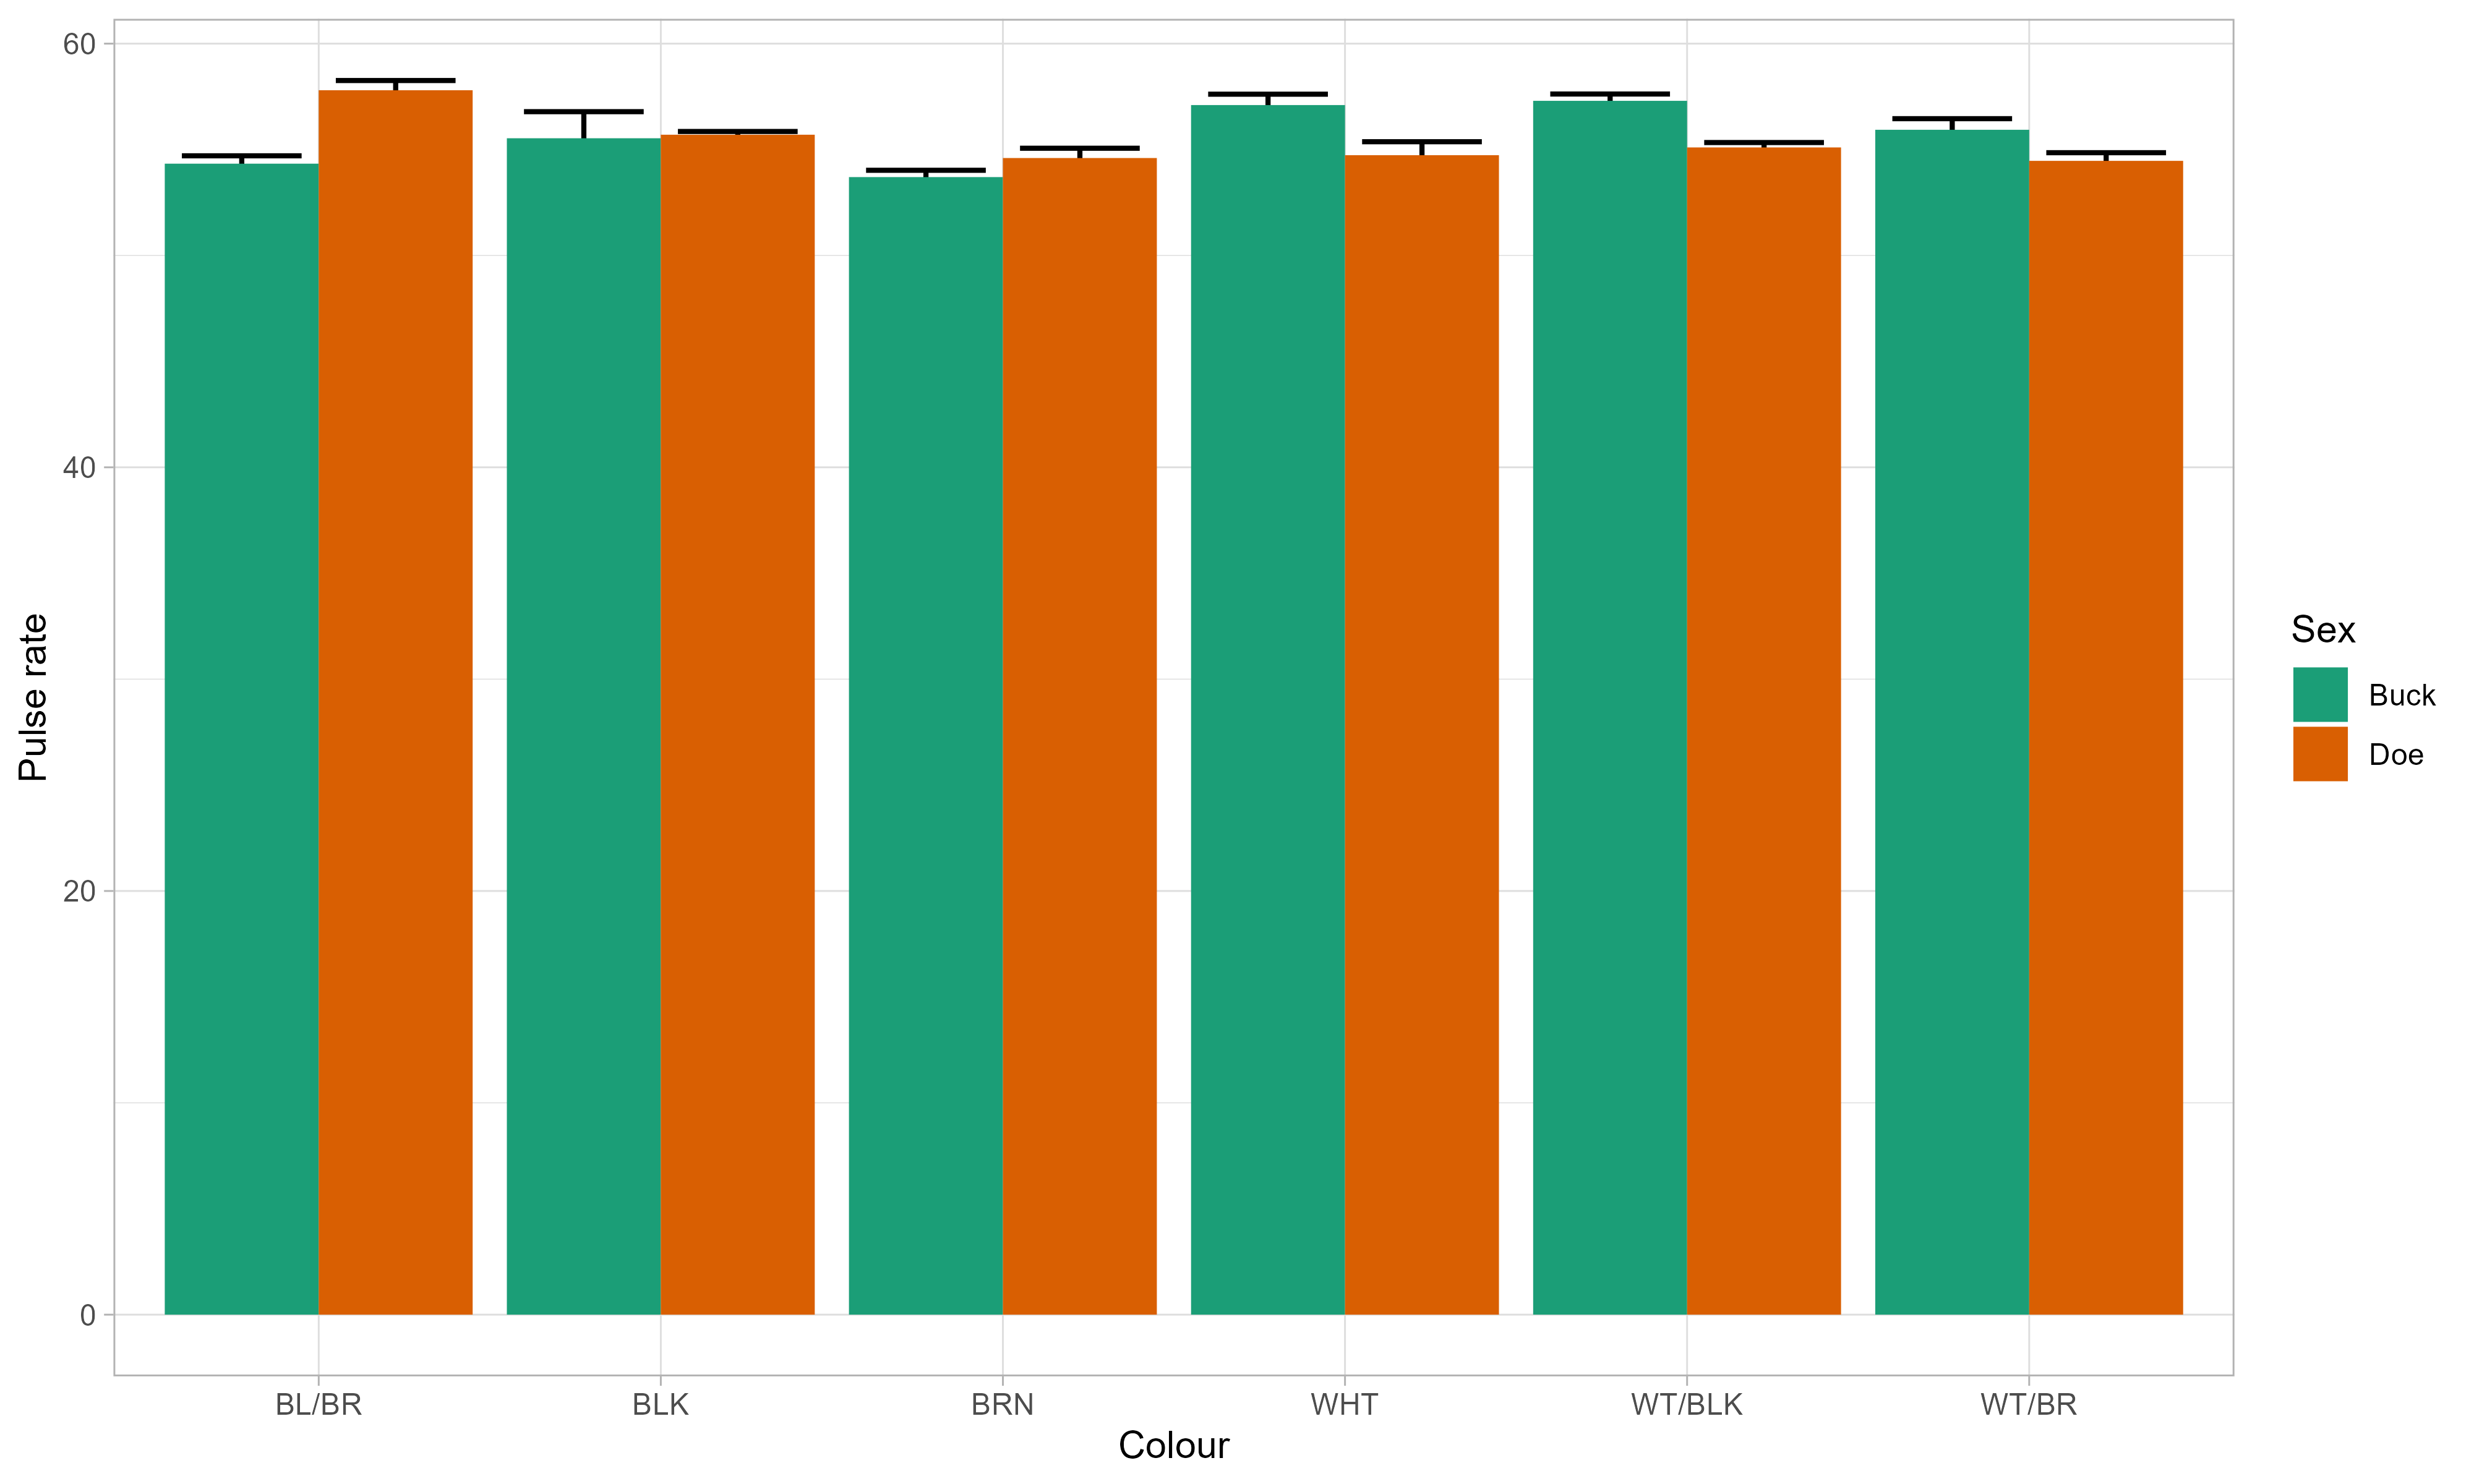 60
40
20
0
Pulse rate
BL/BR BLK BRN WHT WT/BLK WT/BR
Colour
Sex
Buck
Doe